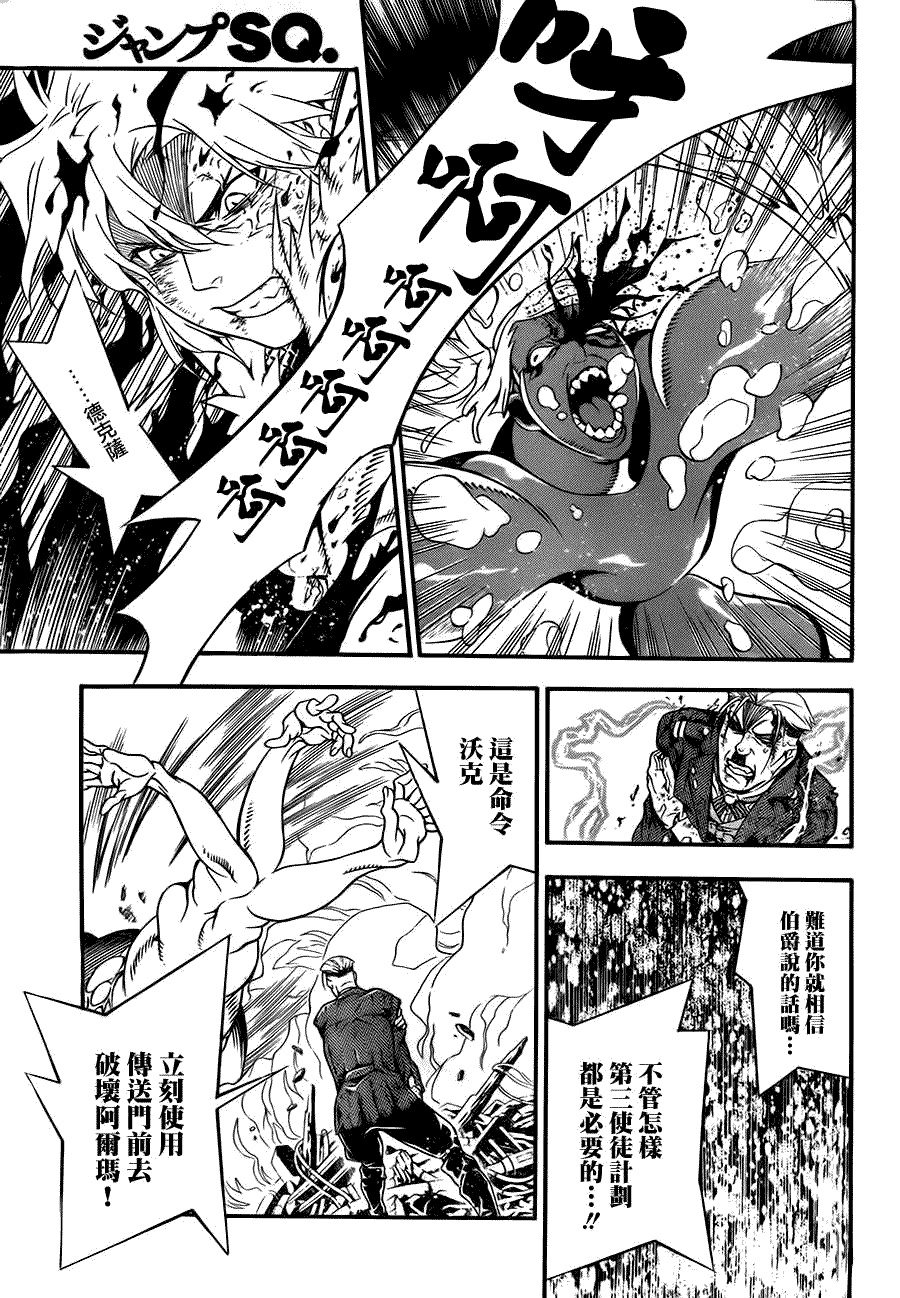 ジャンプSQ.
呀
啊
啊
啊
啊
啊
啊
……德克薩
難道你就相信
伯爵說的話嗎…
不管怎樣
第三使徒計劃
都是必要的…!!
這是命令
沃克
立刻使用
傳送門前去
破壞阿爾瑪！